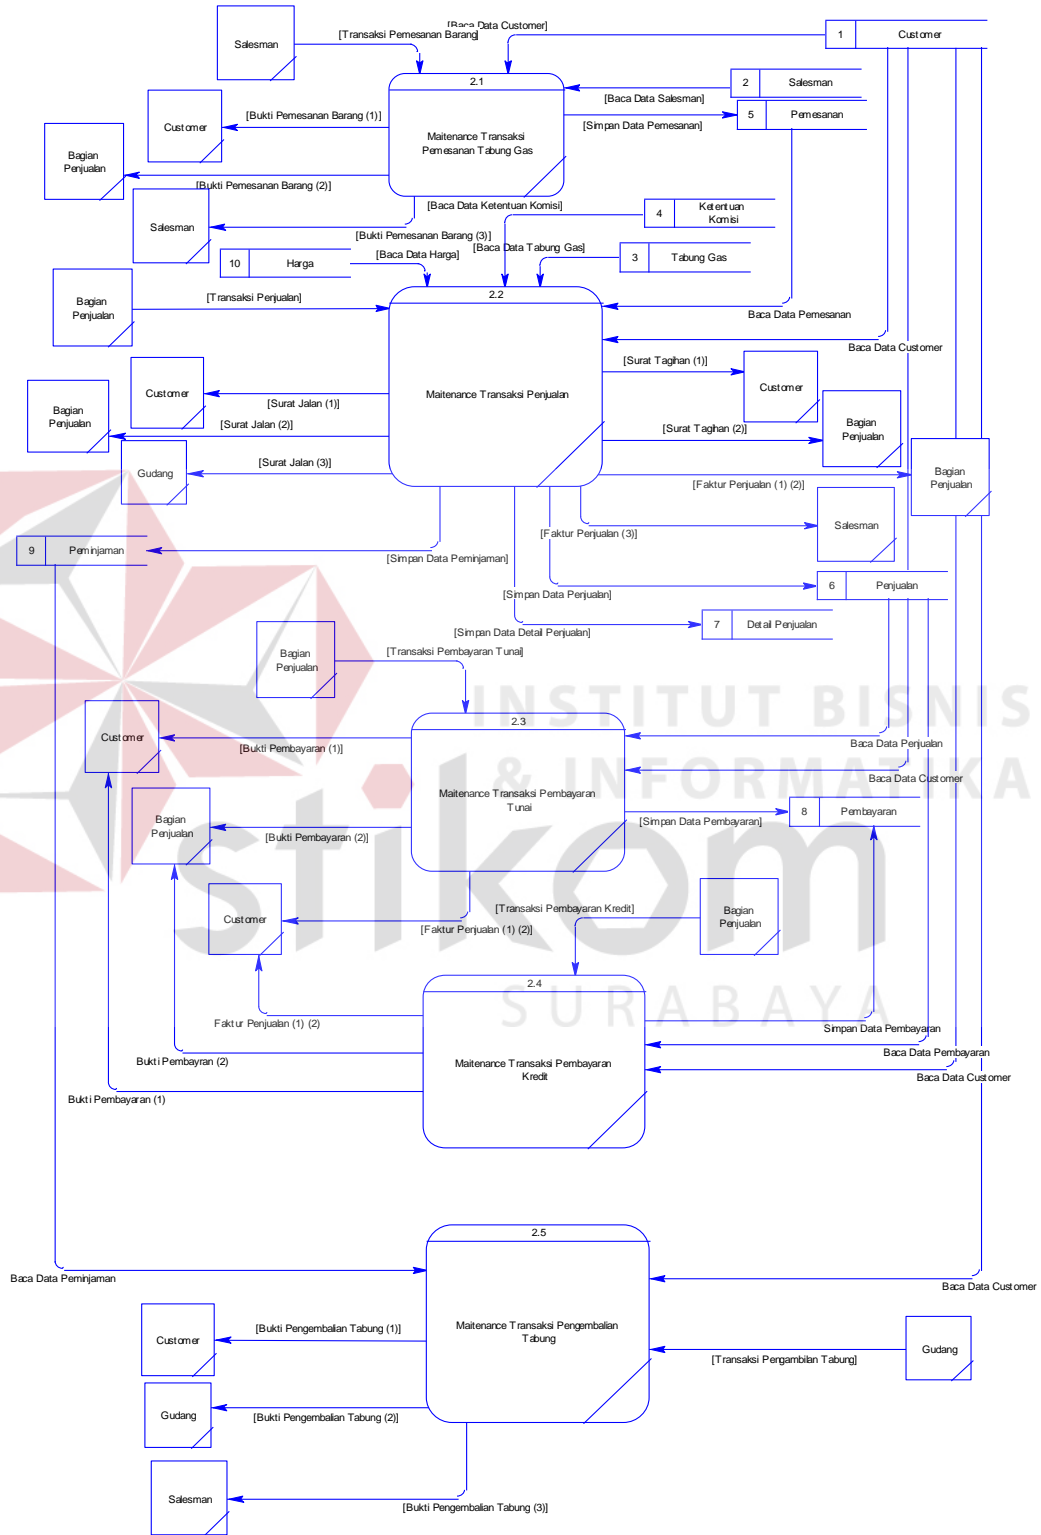 [Baca Data Customer]
Salesman
[Transaksi Pemesanan Barang]
1
Customer
2.1
2
Salesman
[Baca Data Salesman]
[Bukti Pemesanan Barang (1)]
Customer
5
Pemesanan
[Simpan Data Pemesanan]
Maitenance Transaksi
Pemesanan Tabung Gas
Bagian
Penjualan
[Bukti Pemesanan Barang (2)]
[Baca Data Ketentuan Komisi]
4
Ketentuan
Komisi
Salesman
[Bukti Pemesanan Barang (3)]
[Baca Data Harga]
[Baca Data Tabung Gas]
10
Harga
3
Tabung Gas
Bagian
Penjualan
[Transaksi Penjualan]
2.2
Baca Data Pemesanan
Baca Data Customer
[Surat Tagihan (1)]
Customer
Customer
[Surat Jalan (1)]
Maitenance Transaksi Penjualan
Bagian
Penjualan
[Surat Jalan (2)]
[Surat Tagihan (2)]
Bagian
Penjualan
Gudang
[Surat Jalan (3)]
[Faktur Penjualan (1) (2)]
Bagian
Penjualan
[Faktur Penjualan (3)]
Salesman
9
Peminjaman
[Simpan Data Peminjaman]
[Simpan Data Penjualan]
6
Penjualan
[Simpan Data Detail Penjualan]
7
Detail Penjualan
Bagian
Penjualan
[Transaksi Pembayaran Tunai]
INSTITUT BISNIS
& INFORMATIKA
stikom
SURABAYA
2.3
Customer
[Bukti Pembayaran (1)]
Baca Data Penjualan
Baca Data Customer
Maitenance Transaksi Pembayaran
Tunai
8
Pembayaran
[Simpan Data Pembayaran]
Bagian
Penjualan
[Bukti Pembayaran (2)]
Customer
[Faktur Penjualan (1) (2)]
[Transaksi Pembayaran Kredit]
Bagian
Penjualan
2.4
Faktur Penjualan (1) (2)
Simpan Data Pembayaran
Bukti Pembayran (2)
Maitenance Transaksi Pembayaran
Kredit
Baca Data Pembayaran
Baca Data Customer
Bukti Pembayaran (1)
2.5
Baca Data Peminjaman
Baca Data Customer
Customer
[Bukti Pengembalian Tabung (1)]
Maitenance Transaksi Pengembalian
Tabung
Gudang
[Transaksi Pengambilan Tabung]
Gudang
[Bukti Pengembalian Tabung (2)]
Salesman
[Bukti Pengembalian Tabung (3)]